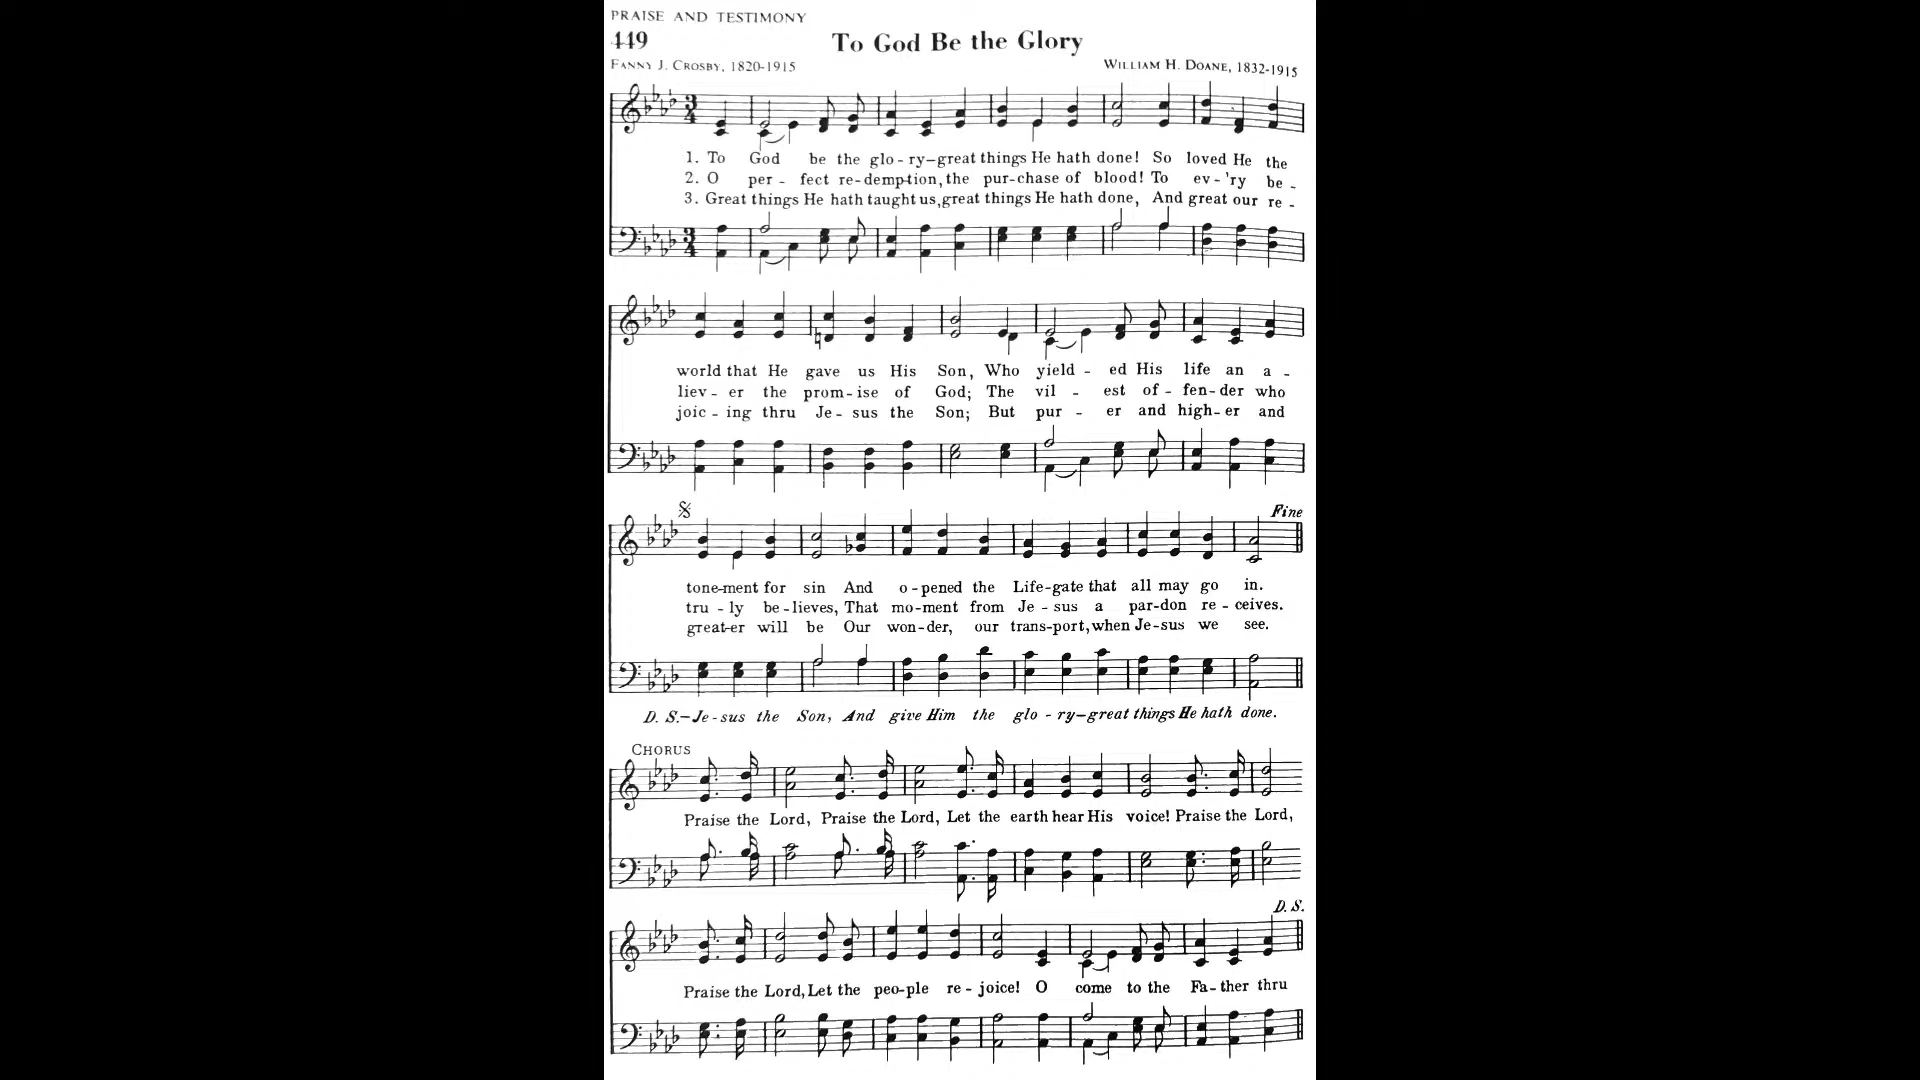 PRAISE AND TESTIMONY
449
To God Be the Glory
FANNY J. CROSBY, 1820-1915
WILLIAM H. DOANE, 1832-1915
1. To God be the glo-ry—great things He hath done! So loved He the
2. O per - fect re-demp-tion, the pur-chase of blood! To ev-'ry be -
3. Great things He hath taught us, great things He hath done, And great our re -
world that He gave us His Son, Who yield - ed His life an a -
liev - er the prom-ise of God; The vil - est of - fen-der who
joic - ing thru Je - sus the Son; But pur - er and high-er and
Fine
tone-ment for sin And o-pened the Life-gate that all may go in.
tru - ly be-lieves, That mo-ment from Je - sus a par-don re - ceives.
great-er will be Our won-der, our trans-port, when Je-sus we see.
D. S.—Je-sus the Son, And give Him the glo - ry—great things He hath done.
CHORUS
Praise the Lord, Praise the Lord, Let the earth hear His voice! Praise the Lord,
D. S.
Praise the Lord, Let the peo-ple re - joice! O come to the Fa-ther thru